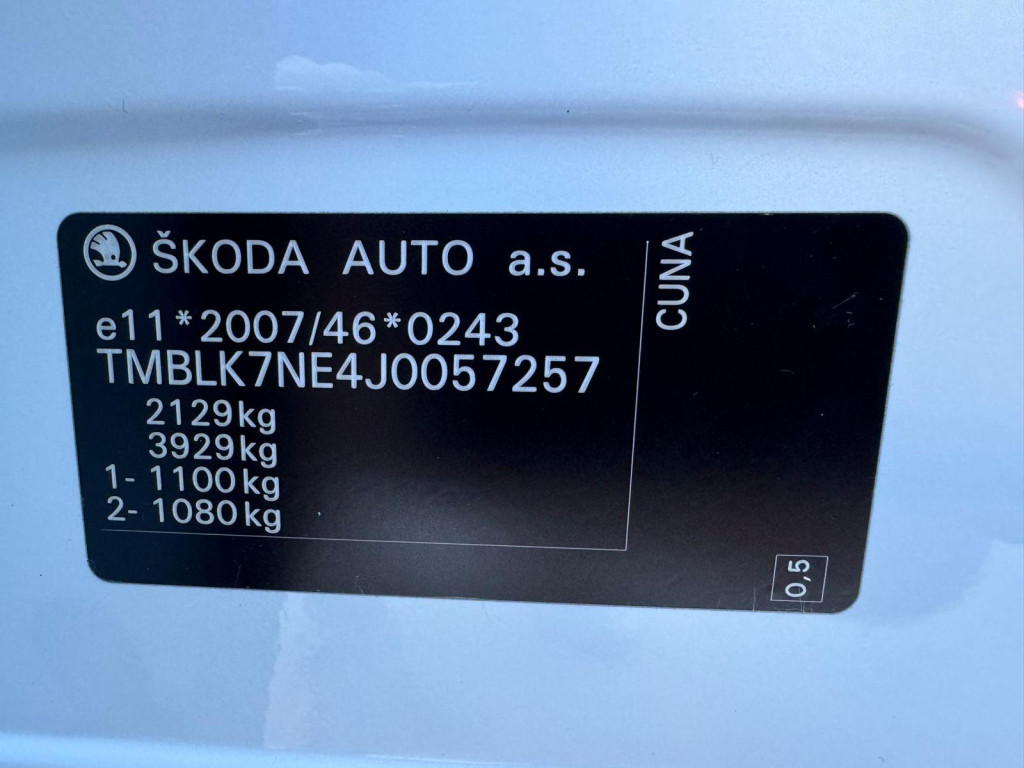 ŠKODA AUTO a.s.
e11*2007/46*0243
TMBLK7NE4J0057257
2129kg
3929kg
1- 1100kg
2- 1080kg
CUNA
0,5